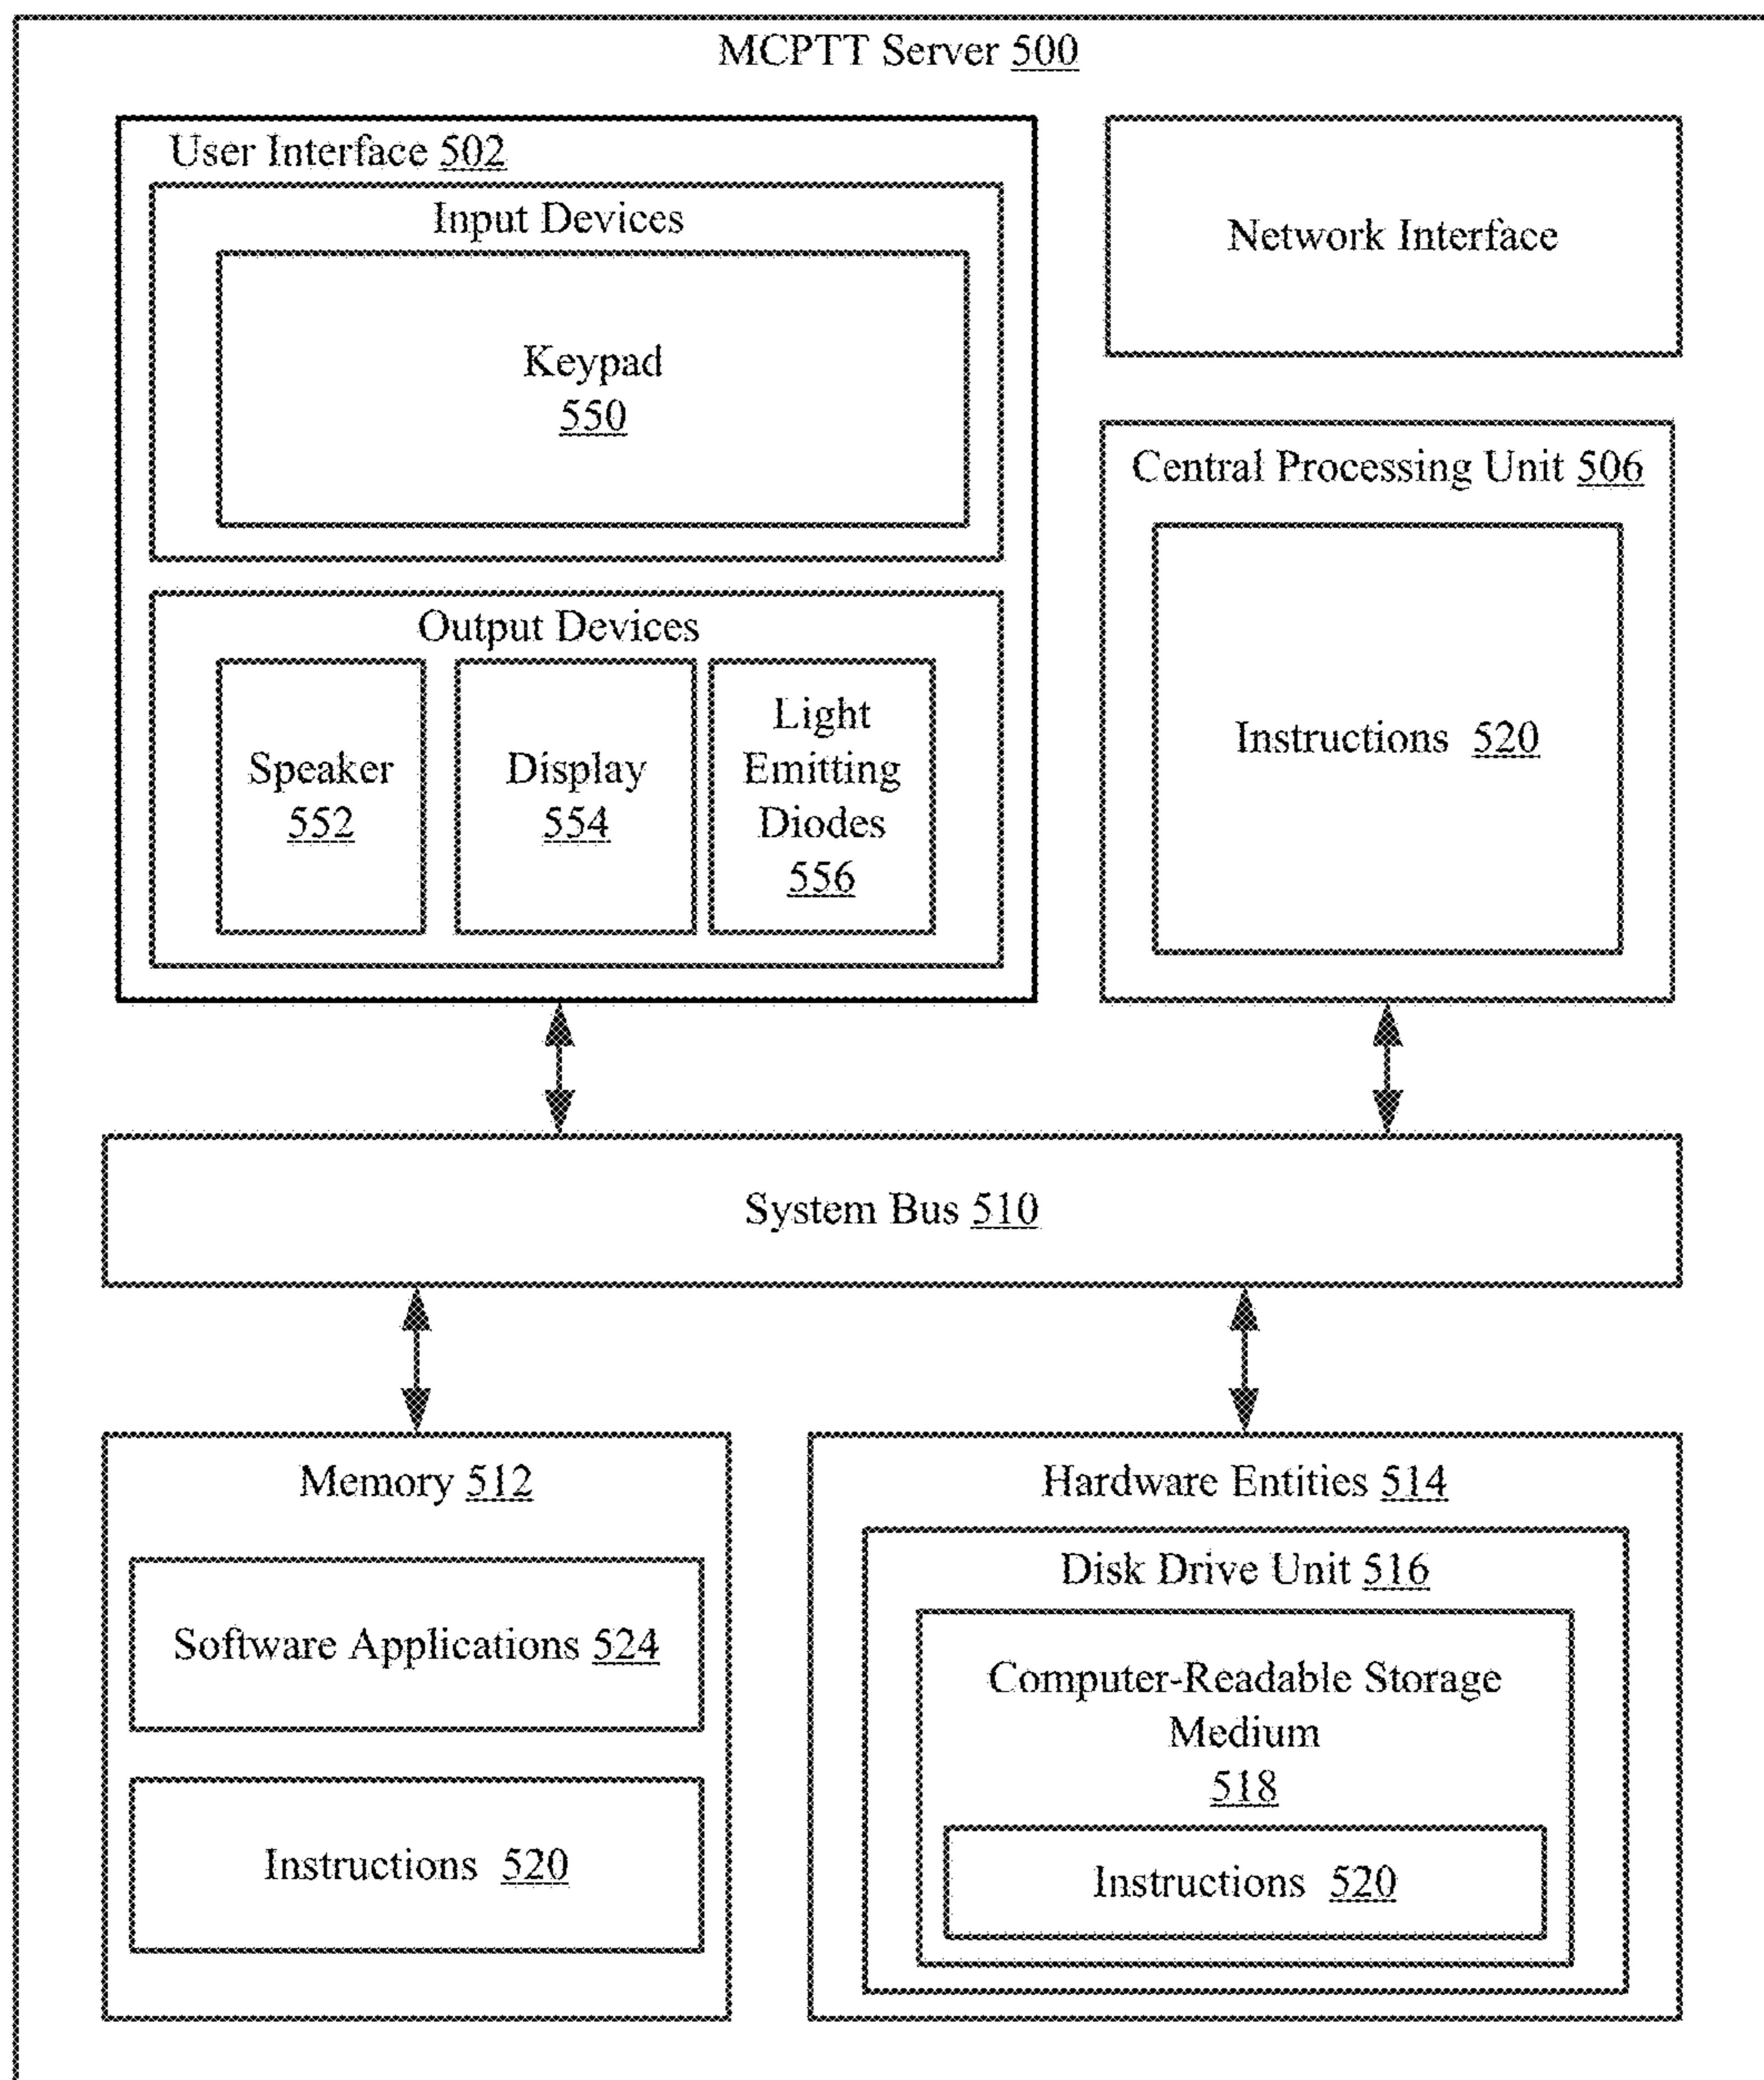 MCPTT Server 500
User Interface 502
Input Devices
Keypad
550
Output Devices
Speaker
552
Display
554
Light
Emitting
Diodes
556
Network Interface
Central Processing Unit 506
Instructions 520
System Bus 510
Memory 512
Software Applications 524
Instructions 520
Hardware Entities 514
Disk Drive Unit 516
Computer-Readable Storage
Medium
518
Instructions 520